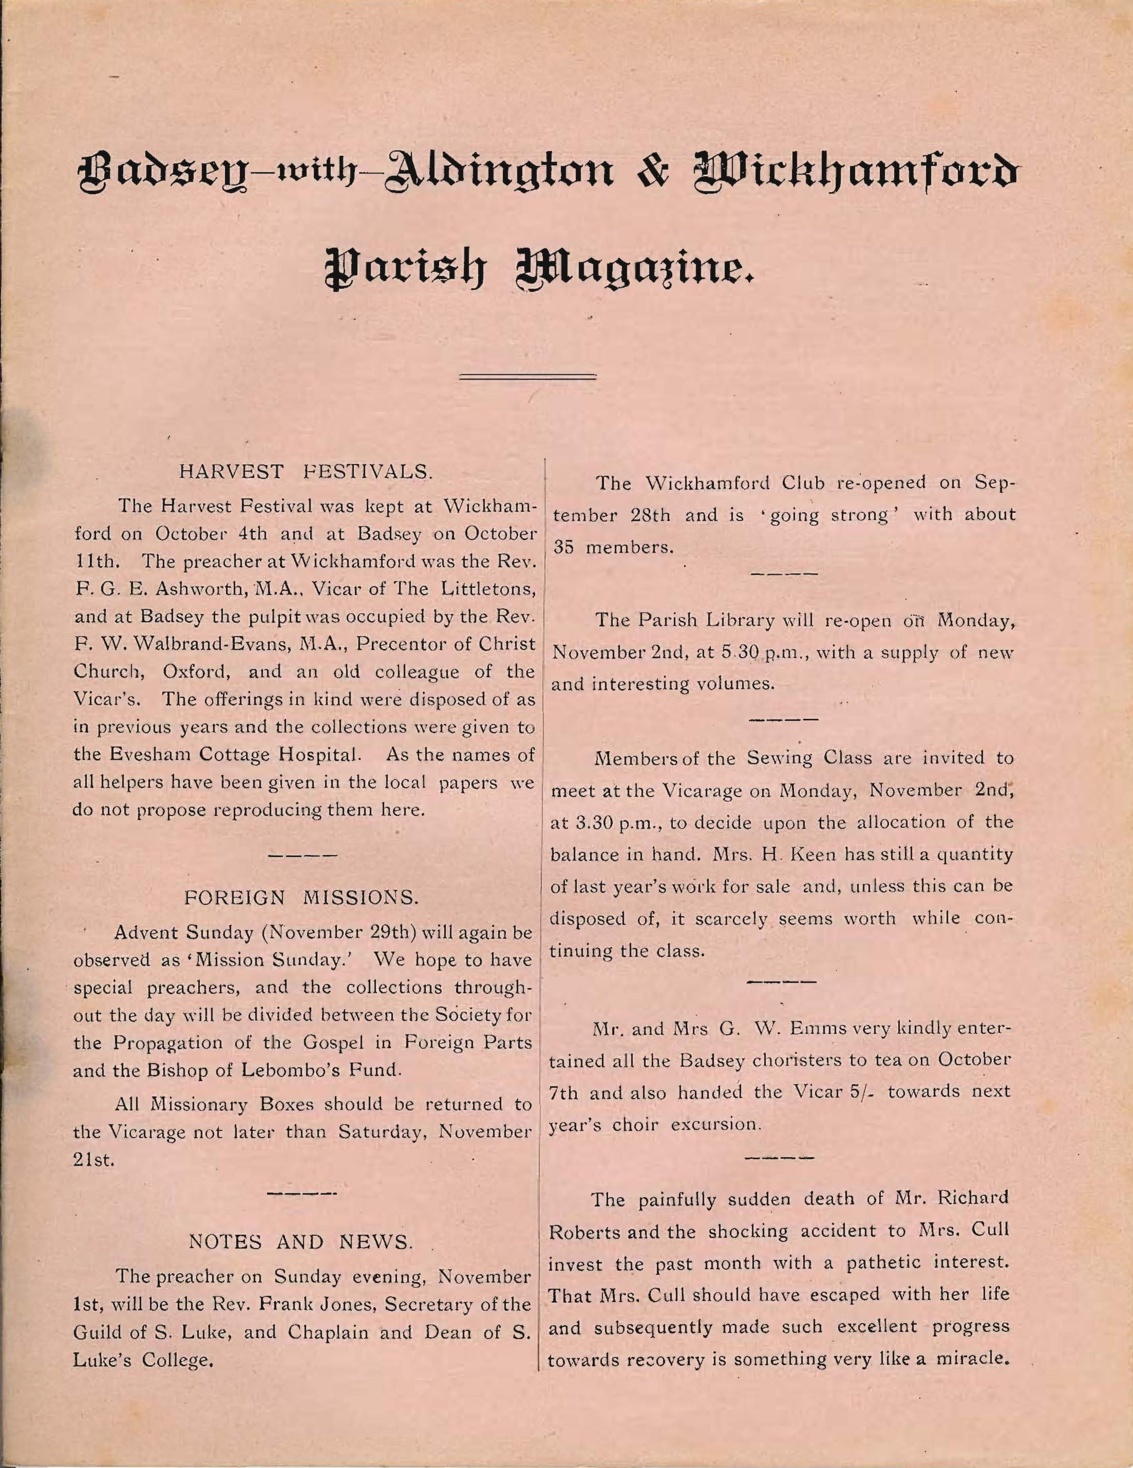 Badsey—with—Aldington & Wickhamford
Parish Magazine.
HARVEST FESTIVALS.
The Harvest Festival was kept at Wickham-
ford on October 4th and at Badsey on October
11th. The preacher at Wickhamford was the Rev.
F. G. E. Ashworth, M.A., Vicar of The Littletons,
and at Badsey the pulpit was occupied by the Rev.
F. W. Walbrand-Evans, M.A., Precentor of Christ
Church, Oxford, and an old colleague of the
Vicar's. The offerings in kind were disposed of as
in previous years and the collections were given to
the Evesham Cottage Hospital. As the names of
all helpers have been given in the local papers we
do not propose reproducing them here.
FOREIGN MISSIONS.
Advent Sunday (November 29th) will again be
observed as 'Mission Sunday.' We hope to have
special preachers, and the collections through-
out the day will be divided between the Society for
the Propagation of the Gospel in Foreign Parts
and the Bishop of Lebombo's Fund.
All Missionary Boxes should be returned to
the Vicarage not later than Saturday, November
21st.
NOTES AND NEWS.
The preacher on Sunday evening, November
1st, will be the Rev. Frank Jones, Secretary of the
Guild of S. Luke, and Chaplain and Dean of S.
Luke's College.
The Wickhamford Club re-opened on Sep-
tember 28th and is 'going strong' with about
35 members.
The Parish Library will re-open on Monday,
November 2nd, at 5.30 p.m., with a supply of new
and interesting volumes.
Members of the Sewing Class are invited to
meet at the Vicarage on Monday, November 2nd,
at 3.30 p.m., to decide upon the allocation of the
balance in hand. Mrs. H. Keen has still a quantity
of last year's work for sale and, unless this can be
disposed of, it scarcely seems worth while con-
tinuing the class.
Mr. and Mrs G. W. Emms very kindly enter-
tained all the Badsey choristers to tea on October
7th and also handed the Vicar 5/- towards next
year's choir excursion.
The painfully sudden death of Mr. Richard
Roberts and the shocking accident to Mrs. Cull
invest the past month with a pathetic interest.
That Mrs. Cull should have escaped with her life
and subsequently made such excellent progress
towards recovery is something very like a miracle.